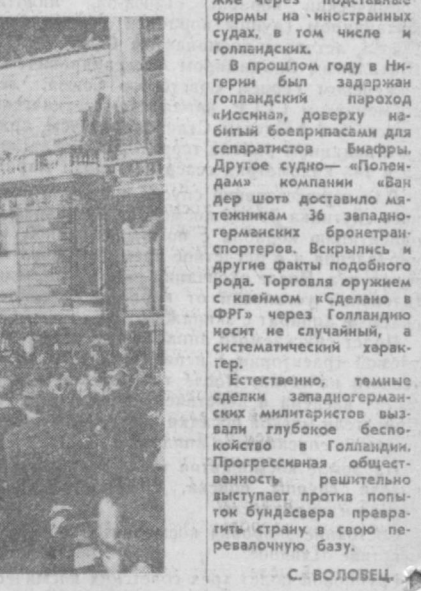 жие через подставные
фирмы на иностранных
судах, в том числе и
голландских.
В прошлом году в Ни-
герии был задержан
голландский пароход
«Иосина», доверху на-
битый боеприпасами для
сепаратистов Биафры.
Другое судно— «Полен-
дам» компании «Ван
дер шот» доставило мя-
тежникам 36 западно-
германских бронетран-
спортеров. Вскрылись и
другие факты подобного
рода. Торговля оружием
с клеймом «Сделано в
ФРГ» через Голландию
носит не случайный, а
систематический харак-
тер.
Естественно, темные
сделки западногерман-
ских милитаристов выз-
вали глубокое беспо-
койство в Голландии.
Прогрессивная общест-
венность решительно
выступает против попы-
ток бундесвера превра-
тить страну в свою пе-
ревалочную базу.
С. ВОЛОВЕЦ.